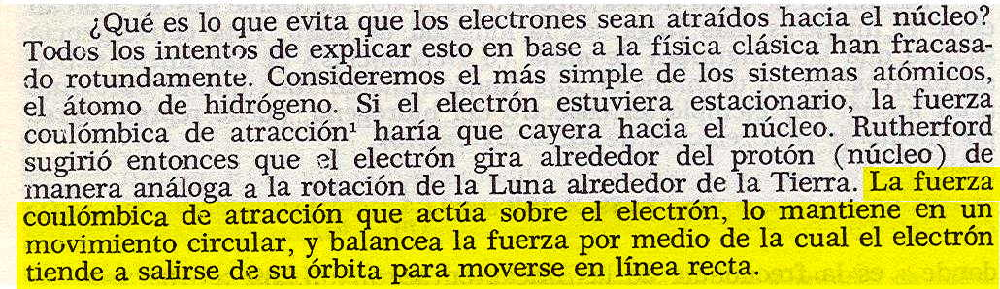 ¿Qué es lo que evita que los electrones sean atraídos hacia el núcleo?
Todos los intentos de explicar esto en base a la física clásica han fracasa-
do rotundamente. Consideremos el más simple de los sistemas atómicos,
el átomo de hidrógeno. Si el electrón estuviera estacionario, la fuerza
coulómbica de atracción¹ haría que cayera hacia el núcleo. Rutherford
sugirió entonces que el electrón gira alrededor del protón (núcleo) de
manera análoga a la rotación de la Luna alrededor de la Tierra. La fuerza
coulómbica de atracción que actúa sobre el electrón, lo mantiene en un
movimiento circular, y balancea la fuerza por medio de la cual el electrón
tiende a salirse de su órbita para moverse en línea recta.